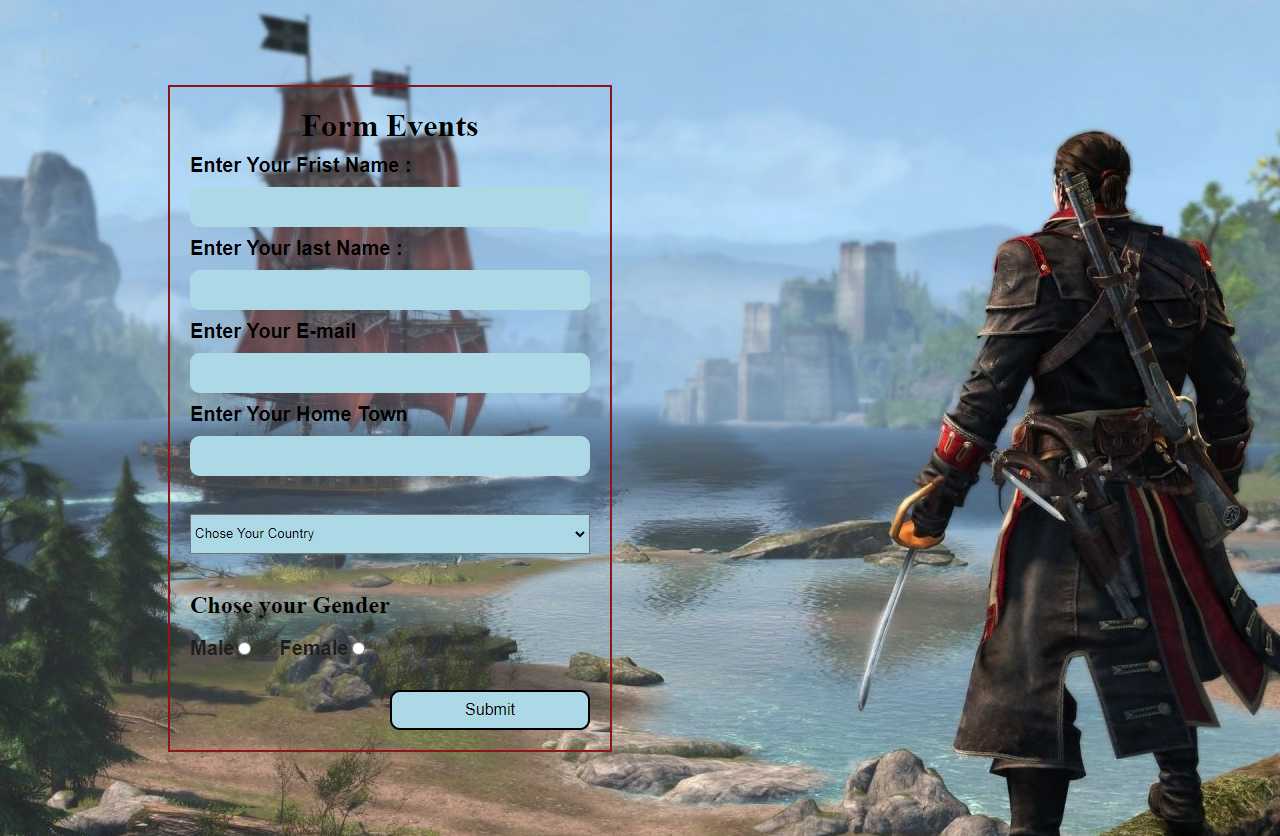 Form Events
Enter Your Frist Name :
Enter Your last Name :
Enter Your E-mail
Enter Your Home Town
Chose Your Country
Chose your Gender
Male Female
Submit